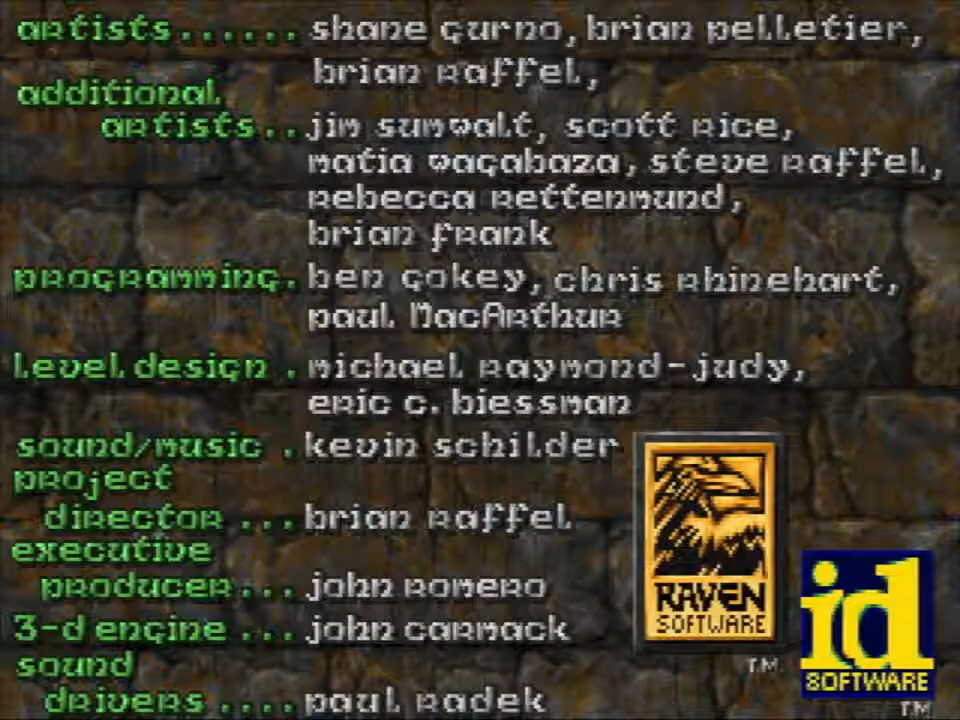 artists...... shane gurno, brian pelletier,
brian raffel,
additional
artists.. jim sumwalt, scott rice,
matia wagabaza, steve raffel,
rebecca rettenmund,
brian frank
programming. ben gokey, chris rhinehart,
paul MacArthur
level design . michael raymond-judy,
eric c. biessman
sound/music . kevin schilder
project
director ... brian raffel
executive
producer... john romero
3-d engine ... john carmack
sound
drivers .... paul radek
RAVEN
SOFTWARE
TM
id
SOFTWARE
TM